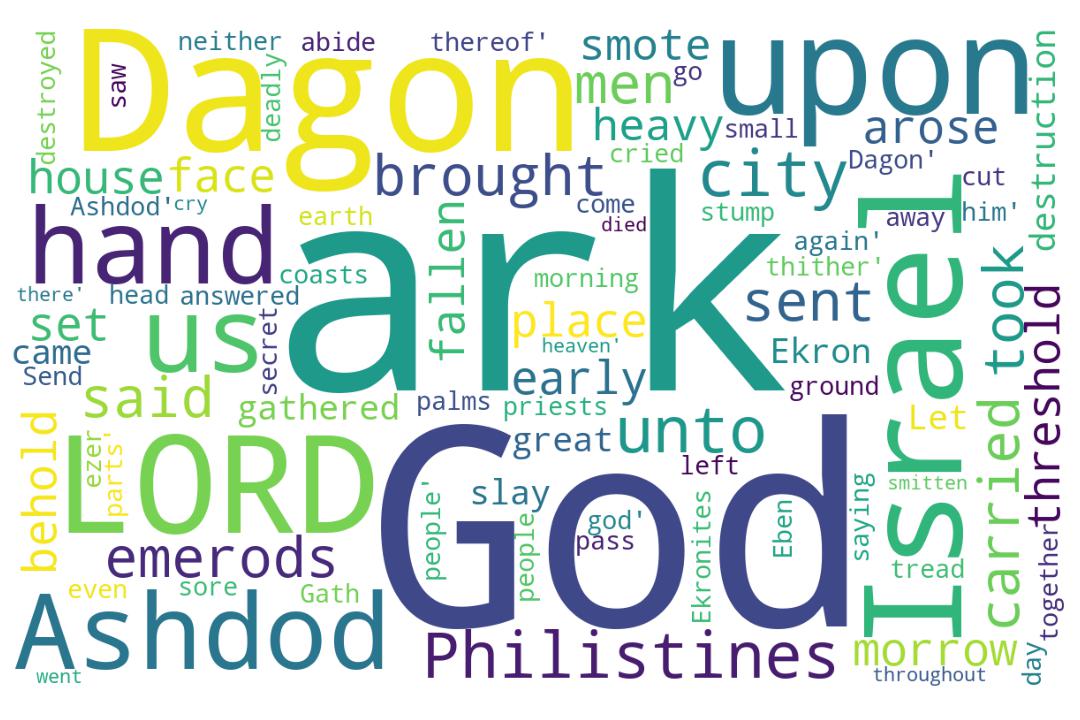 destroyed
Dagon
saw
neither
abide
thereof'
deadly
smote
men
go
upon
destruction
heavy
small
arose
house
face
brought
cried
city
Dagon'
cut
Ashdod'
cry
hand
earth
fallen
come
died
stump
away
him'
Israel
again'
thither'
coasts
ark
morning
there'
head
answered
sent
took
set
us
secret
place
heaven'
Ekron
threshold
came
Send
said
gathered
palms
early
priests
ground
carried
behold
LORD
ezer
parts'
God
great
unto
left
Let
slay
people'
people
god'
pass
Ekronites
Eben
saying
smitten
emerods
tread
together
even
sore
Gath
Ashdod
Philistines
morrow
day
went
throughout